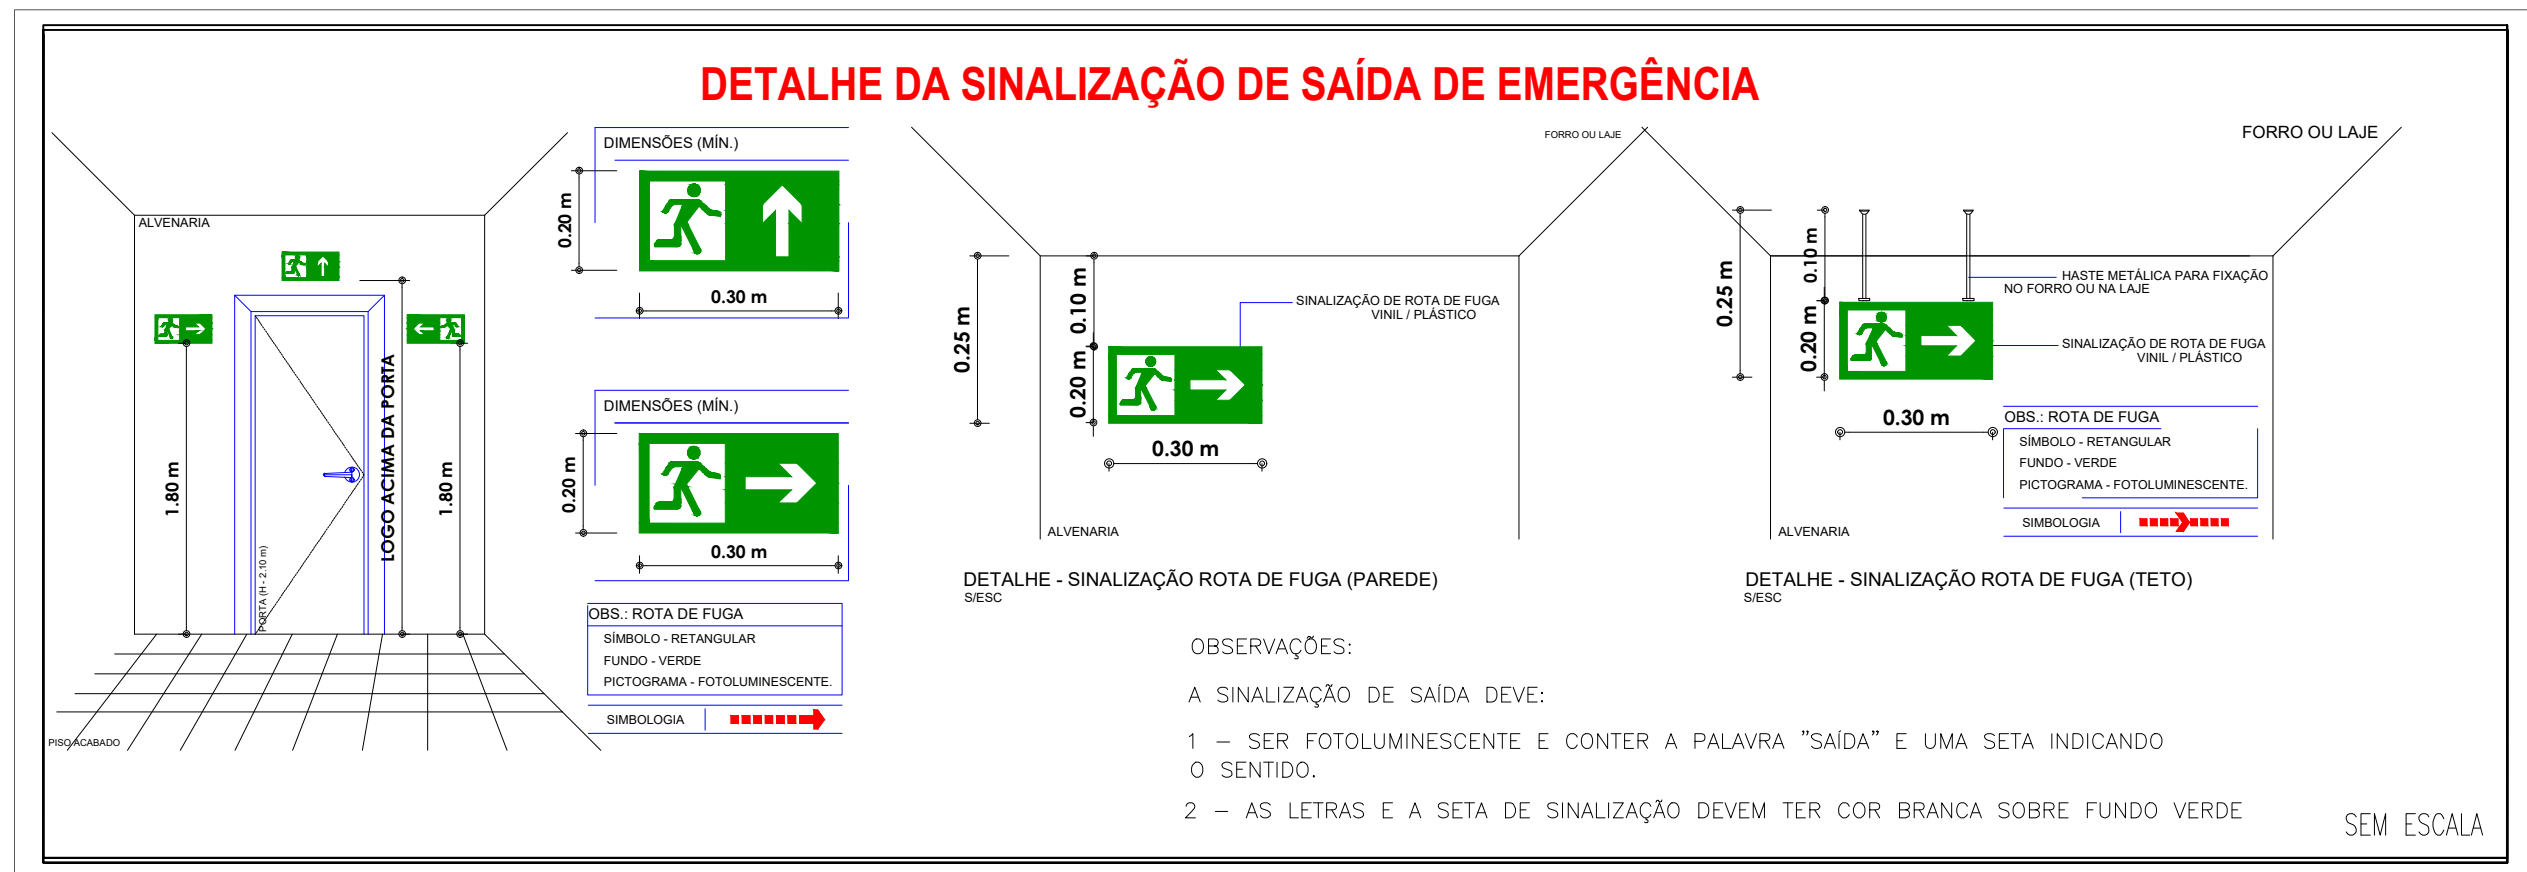 DETALHE DA SINALIZAÇÃO DE SAÍDA DE EMERGÊNCIA
ALVENARIA
1.80 m
PORTA (H - 2.10 m)
LOGO ACIMA DA PORTA
1.80 m
PISO ACABADO
DIMENSÕES (MÍN.)
0.20 m
0.30 m
DIMENSÕES (MÍN.)
0.20 m
0.30 m
OBS.: ROTA DE FUGA
SÍMBOLO - RETANGULAR
FUNDO - VERDE
PICTOGRAMA - FOTOLUMINESCENTE.
SIMBOLOGIA
FORRO OU LAJE
0.25 m
0.10 m
0.20 m
SINALIZAÇÃO DE ROTA DE FUGA
VINIL / PLÁSTICO
0.30 m
ALVENARIA
DETALHE - SINALIZAÇÃO ROTA DE FUGA (PAREDE)
S/ESC
FORRO OU LAJE
0.25 m
0.10 m
0.20 m
HASTE METÁLICA PARA FIXAÇÃO
NO FORRO OU NA LAJE
SINALIZAÇÃO DE ROTA DE FUGA
VINIL / PLÁSTICO
0.30 m
OBS.: ROTA DE FUGA
SÍMBOLO - RETANGULAR
FUNDO - VERDE
PICTOGRAMA - FOTOLUMINESCENTE.
SIMBOLOGIA
ALVENARIA
DETALHE - SINALIZAÇÃO ROTA DE FUGA (TETO)
S/ESC
OBSERVAÇÕES:
A SINALIZAÇÃO DE SAÍDA DEVE:
1 – SER FOTOLUMINESCENTE E CONTER A PALAVRA "SAÍDA" E UMA SETA INDICANDO
O SENTIDO.
2 – AS LETRAS E A SETA DE SINALIZAÇÃO DEVEM TER COR BRANCA SOBRE FUNDO VERDE
SEM ESCALA